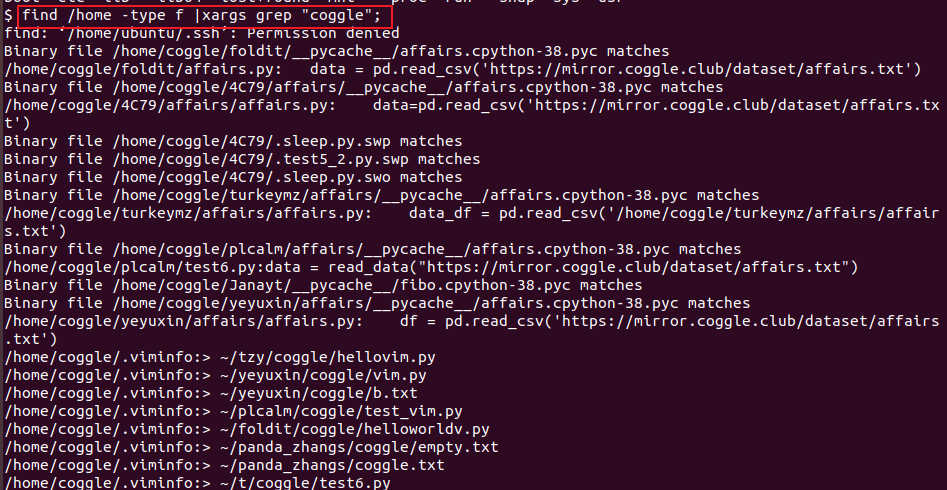 $ find /home -type f |xargs grep "coggle";
find: ‘/home/ubuntu/.ssh’: Permission denied
Binary file /home/coggle/foldit/__pycache__/affairs.cpython-38.pyc matches
/home/coggle/foldit/affairs.py:   data = pd.read_csv('https://mirror.coggle.club/dataset/affairs.txt')
Binary file /home/coggle/4C79/affairs/__pycache__/affairs.cpython-38.pyc matches
/home/coggle/4C79/affairs/affairs.py:    data=pd.read_csv('https://mirror.coggle.club/dataset/affairs.tx
t')
Binary file /home/coggle/4C79/.sleep.py.swp matches
Binary file /home/coggle/4C79/.test5_2.py.swp matches
Binary file /home/coggle/4C79/.sleep.py.swo matches
Binary file /home/coggle/turkeymz/affairs/__pycache__/affairs.cpython-38.pyc matches
/home/coggle/turkeymz/affairs/affairs.py:    data_df = pd.read_csv('/home/coggle/turkeymz/affairs/affair
s.txt')
Binary file /home/coggle/plcalm/affairs/__pycache__/affairs.cpython-38.pyc matches
/home/coggle/plcalm/test6.py:data = read_data("https://mirror.coggle.club/dataset/affairs.txt")
Binary file /home/coggle/Janayt/__pycache__/fibo.cpython-38.pyc matches
Binary file /home/coggle/yeyuxin/affairs/__pycache__/affairs.cpython-38.pyc matches
/home/coggle/yeyuxin/affairs/affairs.py:    df = pd.read_csv('https://mirror.coggle.club/dataset/affairs
.txt')
/home/coggle/.viminfo:> ~/tzy/coggle/hellovim.py
/home/coggle/.viminfo:> ~/yeyuxin/coggle/vim.py
/home/coggle/.viminfo:> ~/yeyuxin/coggle/b.txt
/home/coggle/.viminfo:> ~/plcalm/coggle/test_vim.py
/home/coggle/.viminfo:> ~/foldit/coggle/helloworldv.py
/home/coggle/.viminfo:> ~/panda_zhangs/coggle/empty.txt
/home/coggle/.viminfo:> ~/panda_zhangs/coggle.txt
/home/coggle/.viminfo:> ~/t/coggle/test6.py